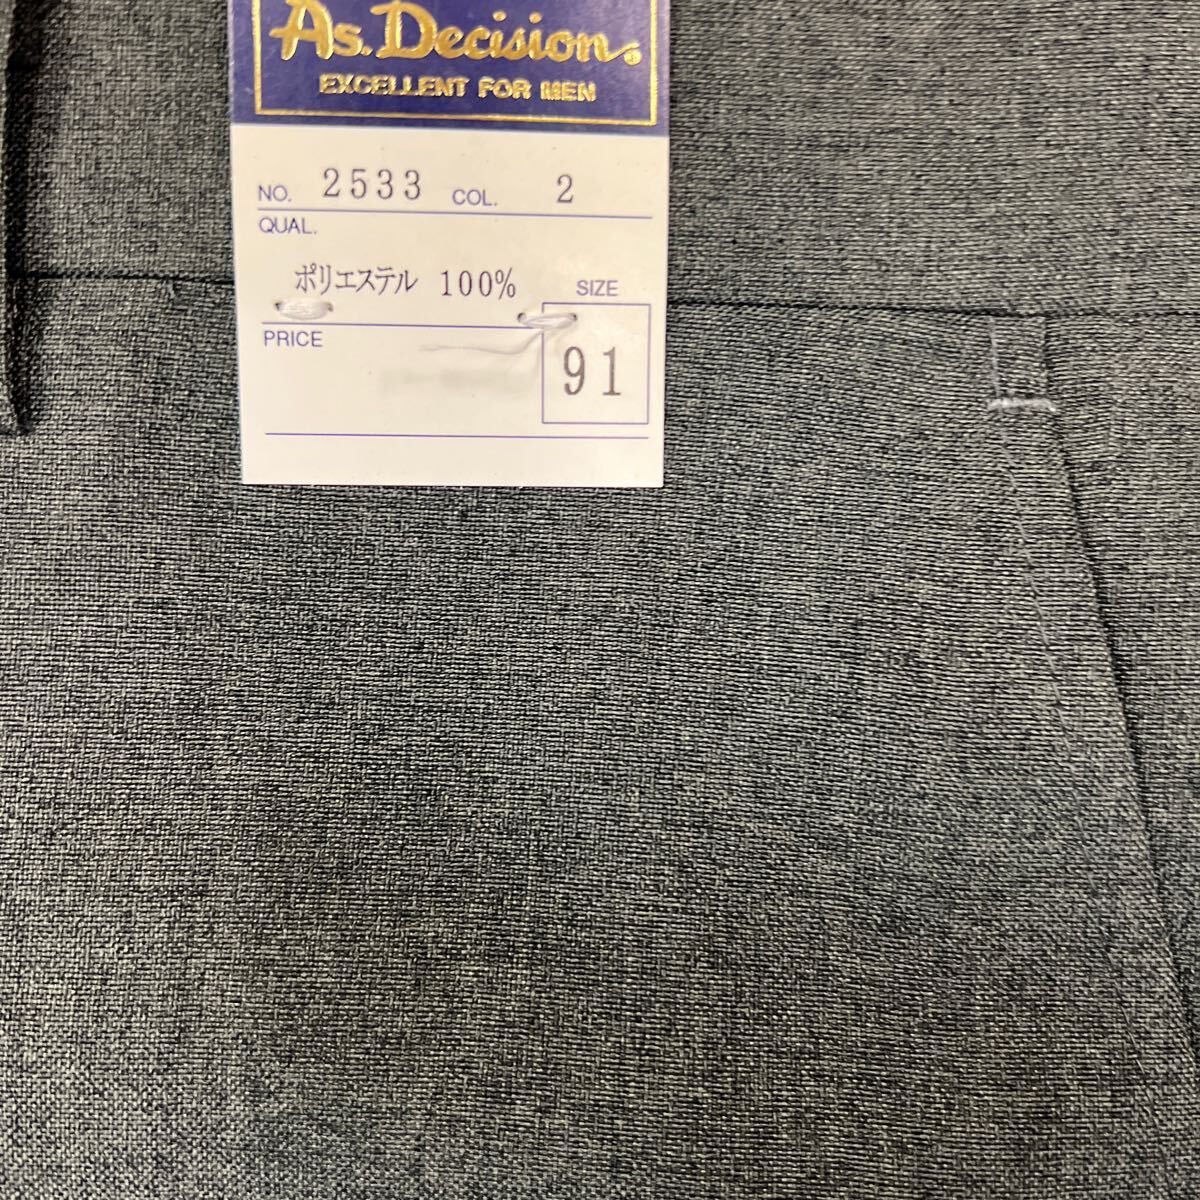 As. Decision
EXCELLENT FOR MEN
NO. 2533 COL. 2
QUAL.
ポリエステル 100%
SIZE
PRICE
91